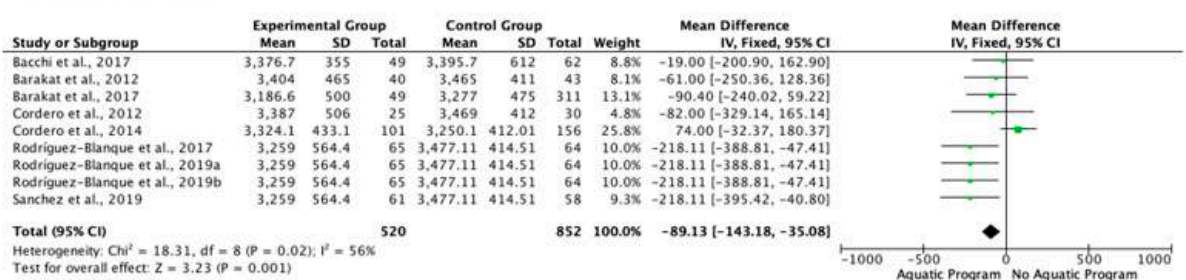 Experimental Group Control Group Mean Difference Mean Difference
Study or Subgroup Mean SD Total Mean SD Total Weight IV, Fixed, 95% CI IV, Fixed, 95% CI
Bacchi et al., 2017 3,376.7 355 49 3,395.7 612 62 8.8% -19.00 [-200.90, 162.90]
Barakat et al., 2012 3,404 465 40 3,465 411 43 8.1% -61.00 [-250.36, 128.36]
Barakat et al., 2017 3,186.6 500 49 3,277 475 311 13.1% -90.40 [-240.02, 59.22]
Cordero et al., 2012 3,387 506 25 3,469 412 30 4.8% -82.00 [-329.14, 165.14]
Cordero et al., 2014 3,324.1 433.1 101 3,250.1 412.01 156 25.8% 74.00 [-32.37, 180.37]
Rodríguez-Blanque et al., 2017 3,259 564.4 65 3,477.11 414.51 64 10.0% -218.11 [-388.81, -47.41]
Rodríguez-Blanque et al., 2019a 3,259 564.4 65 3,477.11 414.51 64 10.0% -218.11 [-388.81, -47.41]
Rodríguez-Blanque et al., 2019b 3,259 564.4 65 3,477.11 414.51 64 10.0% -218.11 [-388.81, -47.41]
Sanchez et al., 2019 3,259 564.4 61 3,477.11 414.51 58 9.3% -218.11 [-395.42, -40.80]
Total (95% CI) 520 852 100.0% -89.13 [-143.18, -35.08]
Heterogeneity: Chi² = 18.31, df = 8 (P = 0.02); I² = 56%
Test for overall effect: Z = 3.23 (P = 0.001)
-1000 -500 0 500 1000
Aquatic Program No Aquatic Program